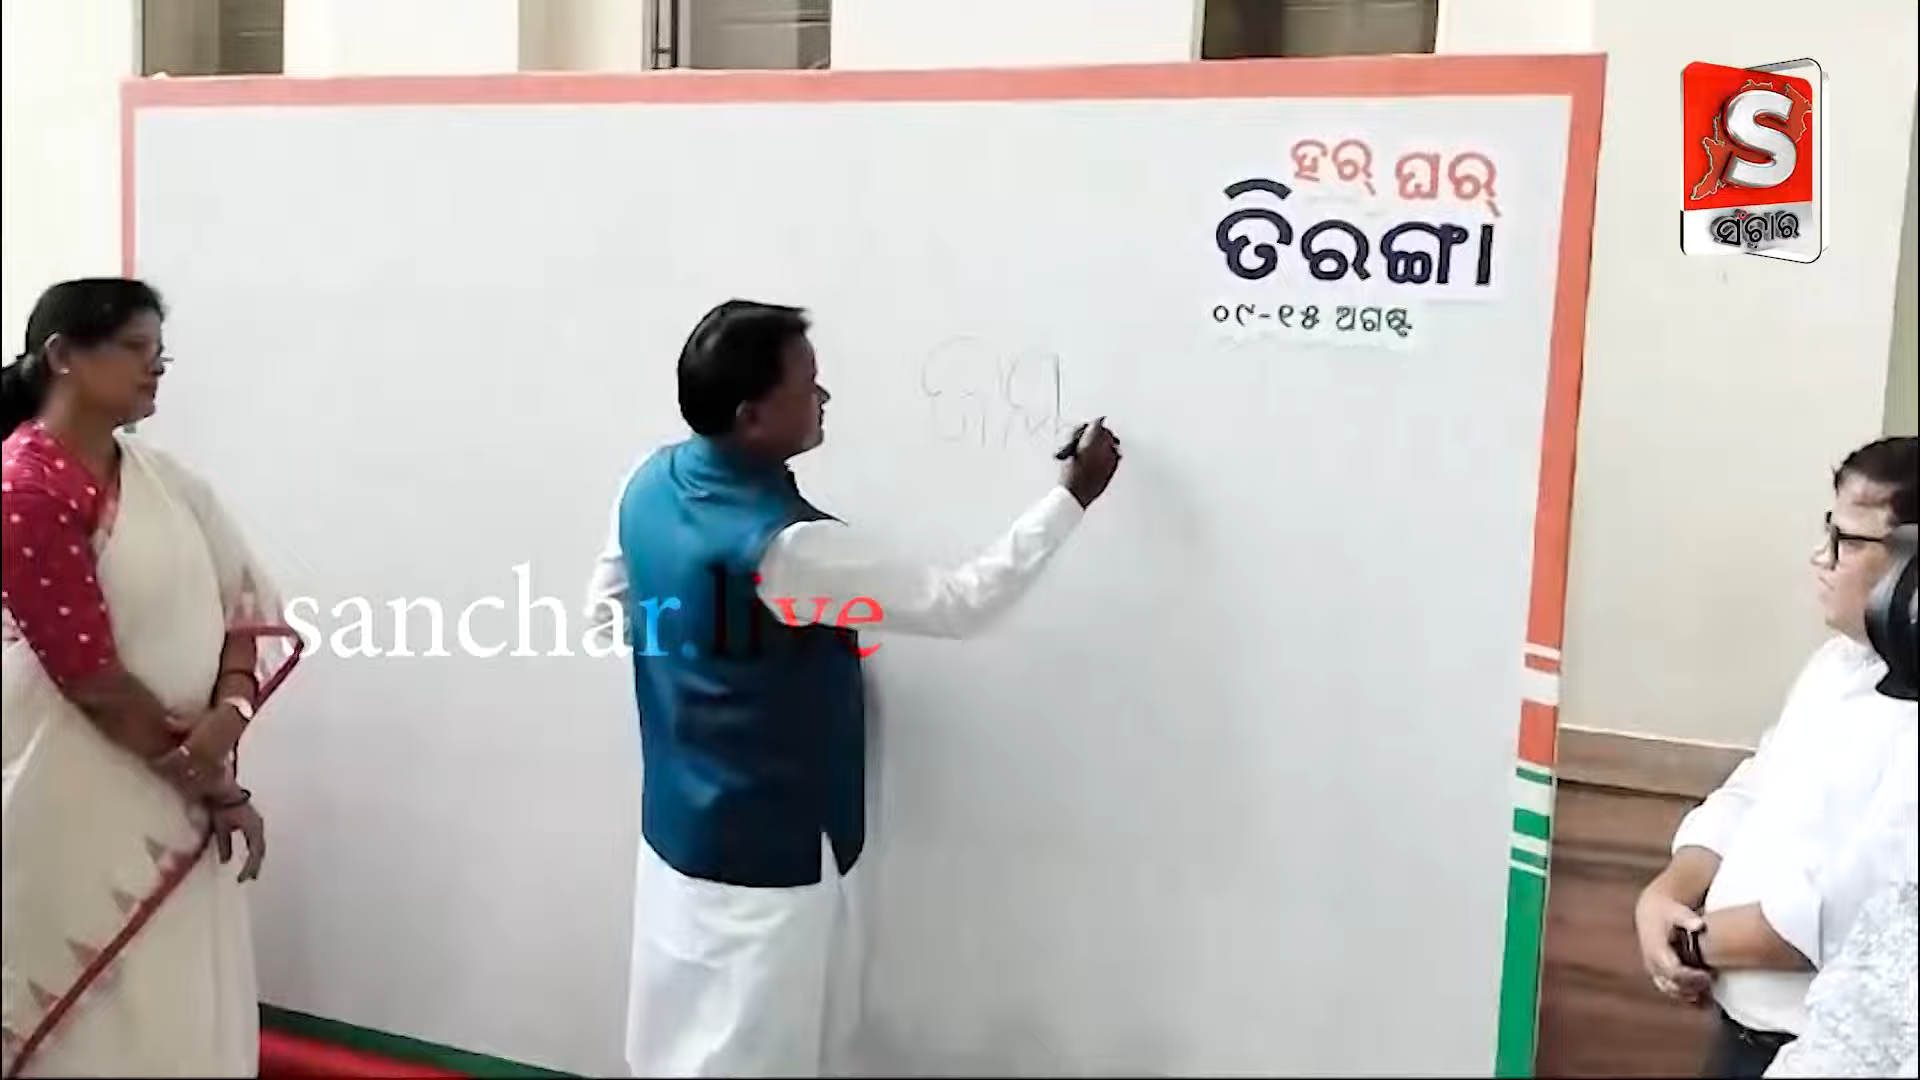 ହର୍ ଘର୍
ତିରଙ୍ଗା
୦୯-୧୫ ଅଗଷ୍ଟ
S
ସଂଚାର
sanchar.live